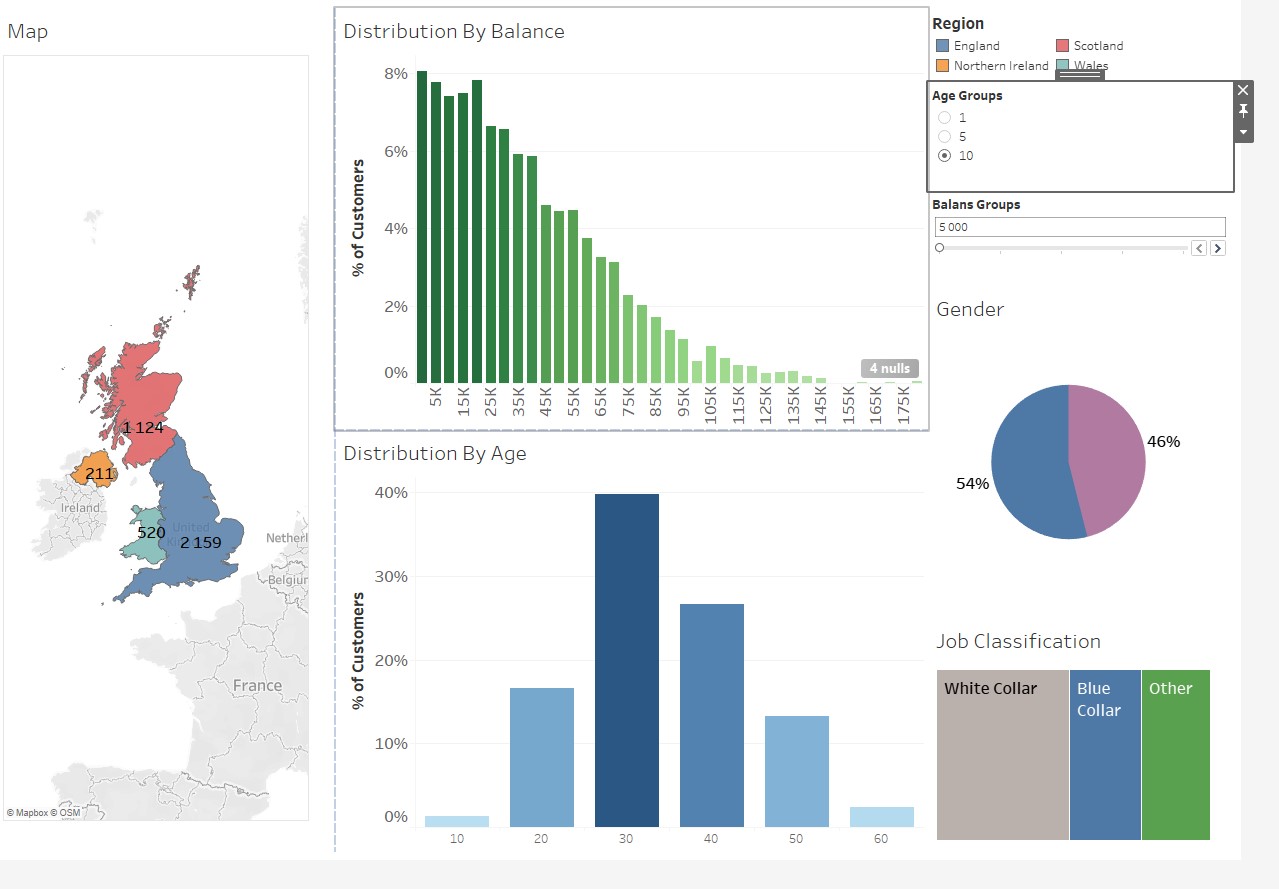 Map
1 124
211
Ireland
520
United
2 159
Netherl
Belgiur
France
© Mapbox © OSM
Distribution By Balance
% of Customers
8%
6%
4%
2%
0%
4 nulls
5K
15K
25K
35K
45K
55K
65K
75K
85K
95K
105K
115K
125K
135K
145K
155K
165K
175K
Distribution By Age
% of Customers
40%
30%
20%
10%
0%
10
20
30
40
50
60
Region
England
Scotland
Northern Ireland
Wales
Age Groups
1
5
10
Balans Groups
5 000
Gender
46%
54%
Job Classification
White Collar
Blue
Collar
Other